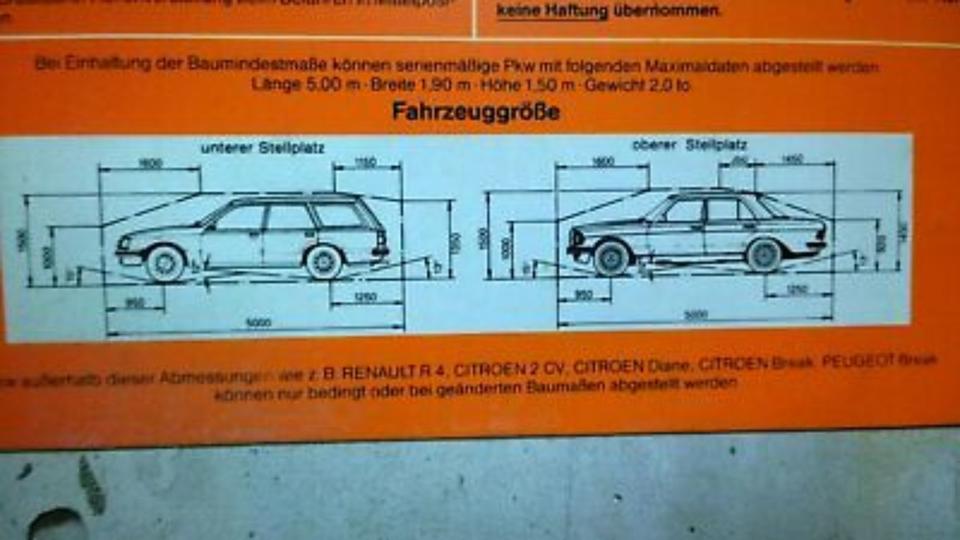 keine Haftung übernommen.
Bei Einhaltung der Baumindestmaße können serienmäßige Pkw mit folgenden Maximaldaten abgestellt werden
Länge 5,00 m · Breite 1,90 m · Höhe 1,50 m · Gewicht 2,0 to
Fahrzeuggröße
unterer Stellplatz
oberer Stellplatz
1600 1150 1600 1450
1500 1000 1500 1000
950 1250 950 1250
5000 5000
außerhalb dieser Abmessungen wie z. B. RENAULT R 4, CITROEN 2 CV, CITROEN Diane, CITROEN Break, PEUGEOT Break
können nur bedingt oder bei geänderten Baumaßen abgestellt werden